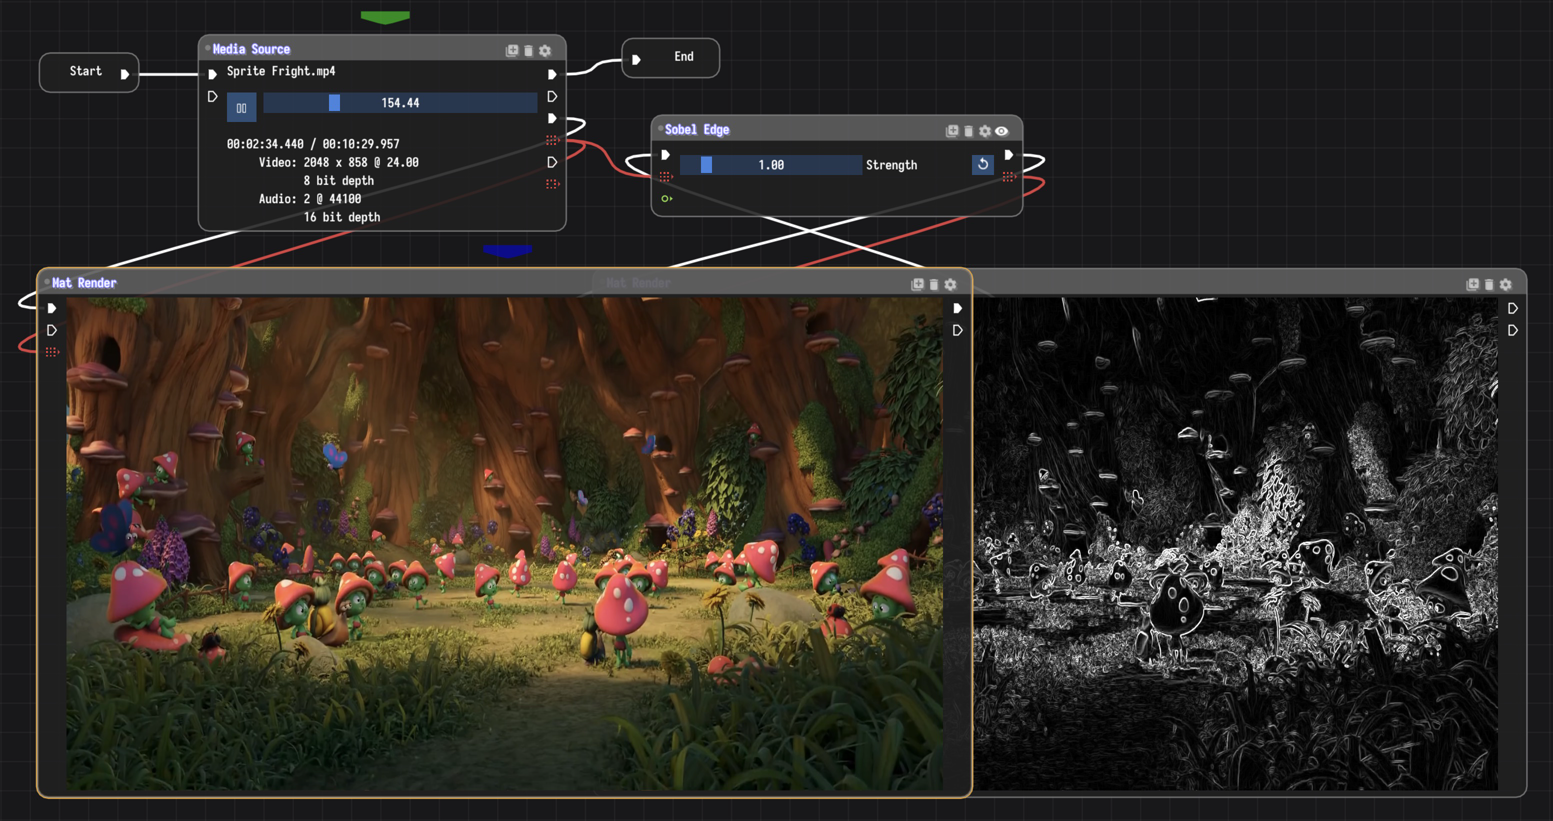 Start
Media Source
Sprite Fright.mp4
154.44
00:02:34.440 / 00:10:29.957
Video: 2048 x 858 @ 24.00
8 bit depth
Audio: 2 @ 44100
16 bit depth
End
Sobel Edge
1.00 Strength
Mat Render
Mat Render